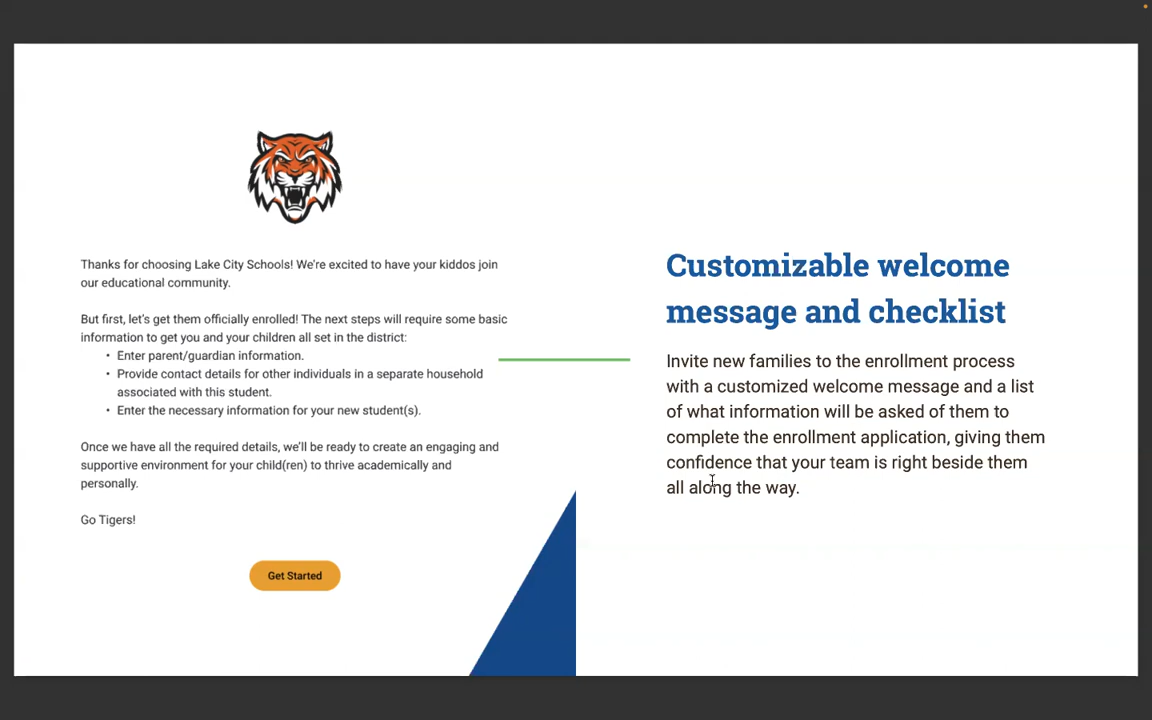 Thanks for choosing Lake City Schools! We're excited to have your kiddos join
our educational community.
But first, let's get them officially enrolled! The next steps will require some basic
information to get you and your children all set in the district:
• Enter parent/guardian information.
• Provide contact details for other individuals in a separate household
associated with this student.
• Enter the necessary information for your new student(s).
Once we have all the required details, we'll be ready to create an engaging and
supportive environment for your child(ren) to thrive academically and
personally.
Go Tigers!
Get Started
Customizable welcome
message and checklist
Invite new families to the enrollment process
with a customized welcome message and a list
of what information will be asked of them to
complete the enrollment application, giving them
confidence that your team is right beside them
all along the way.